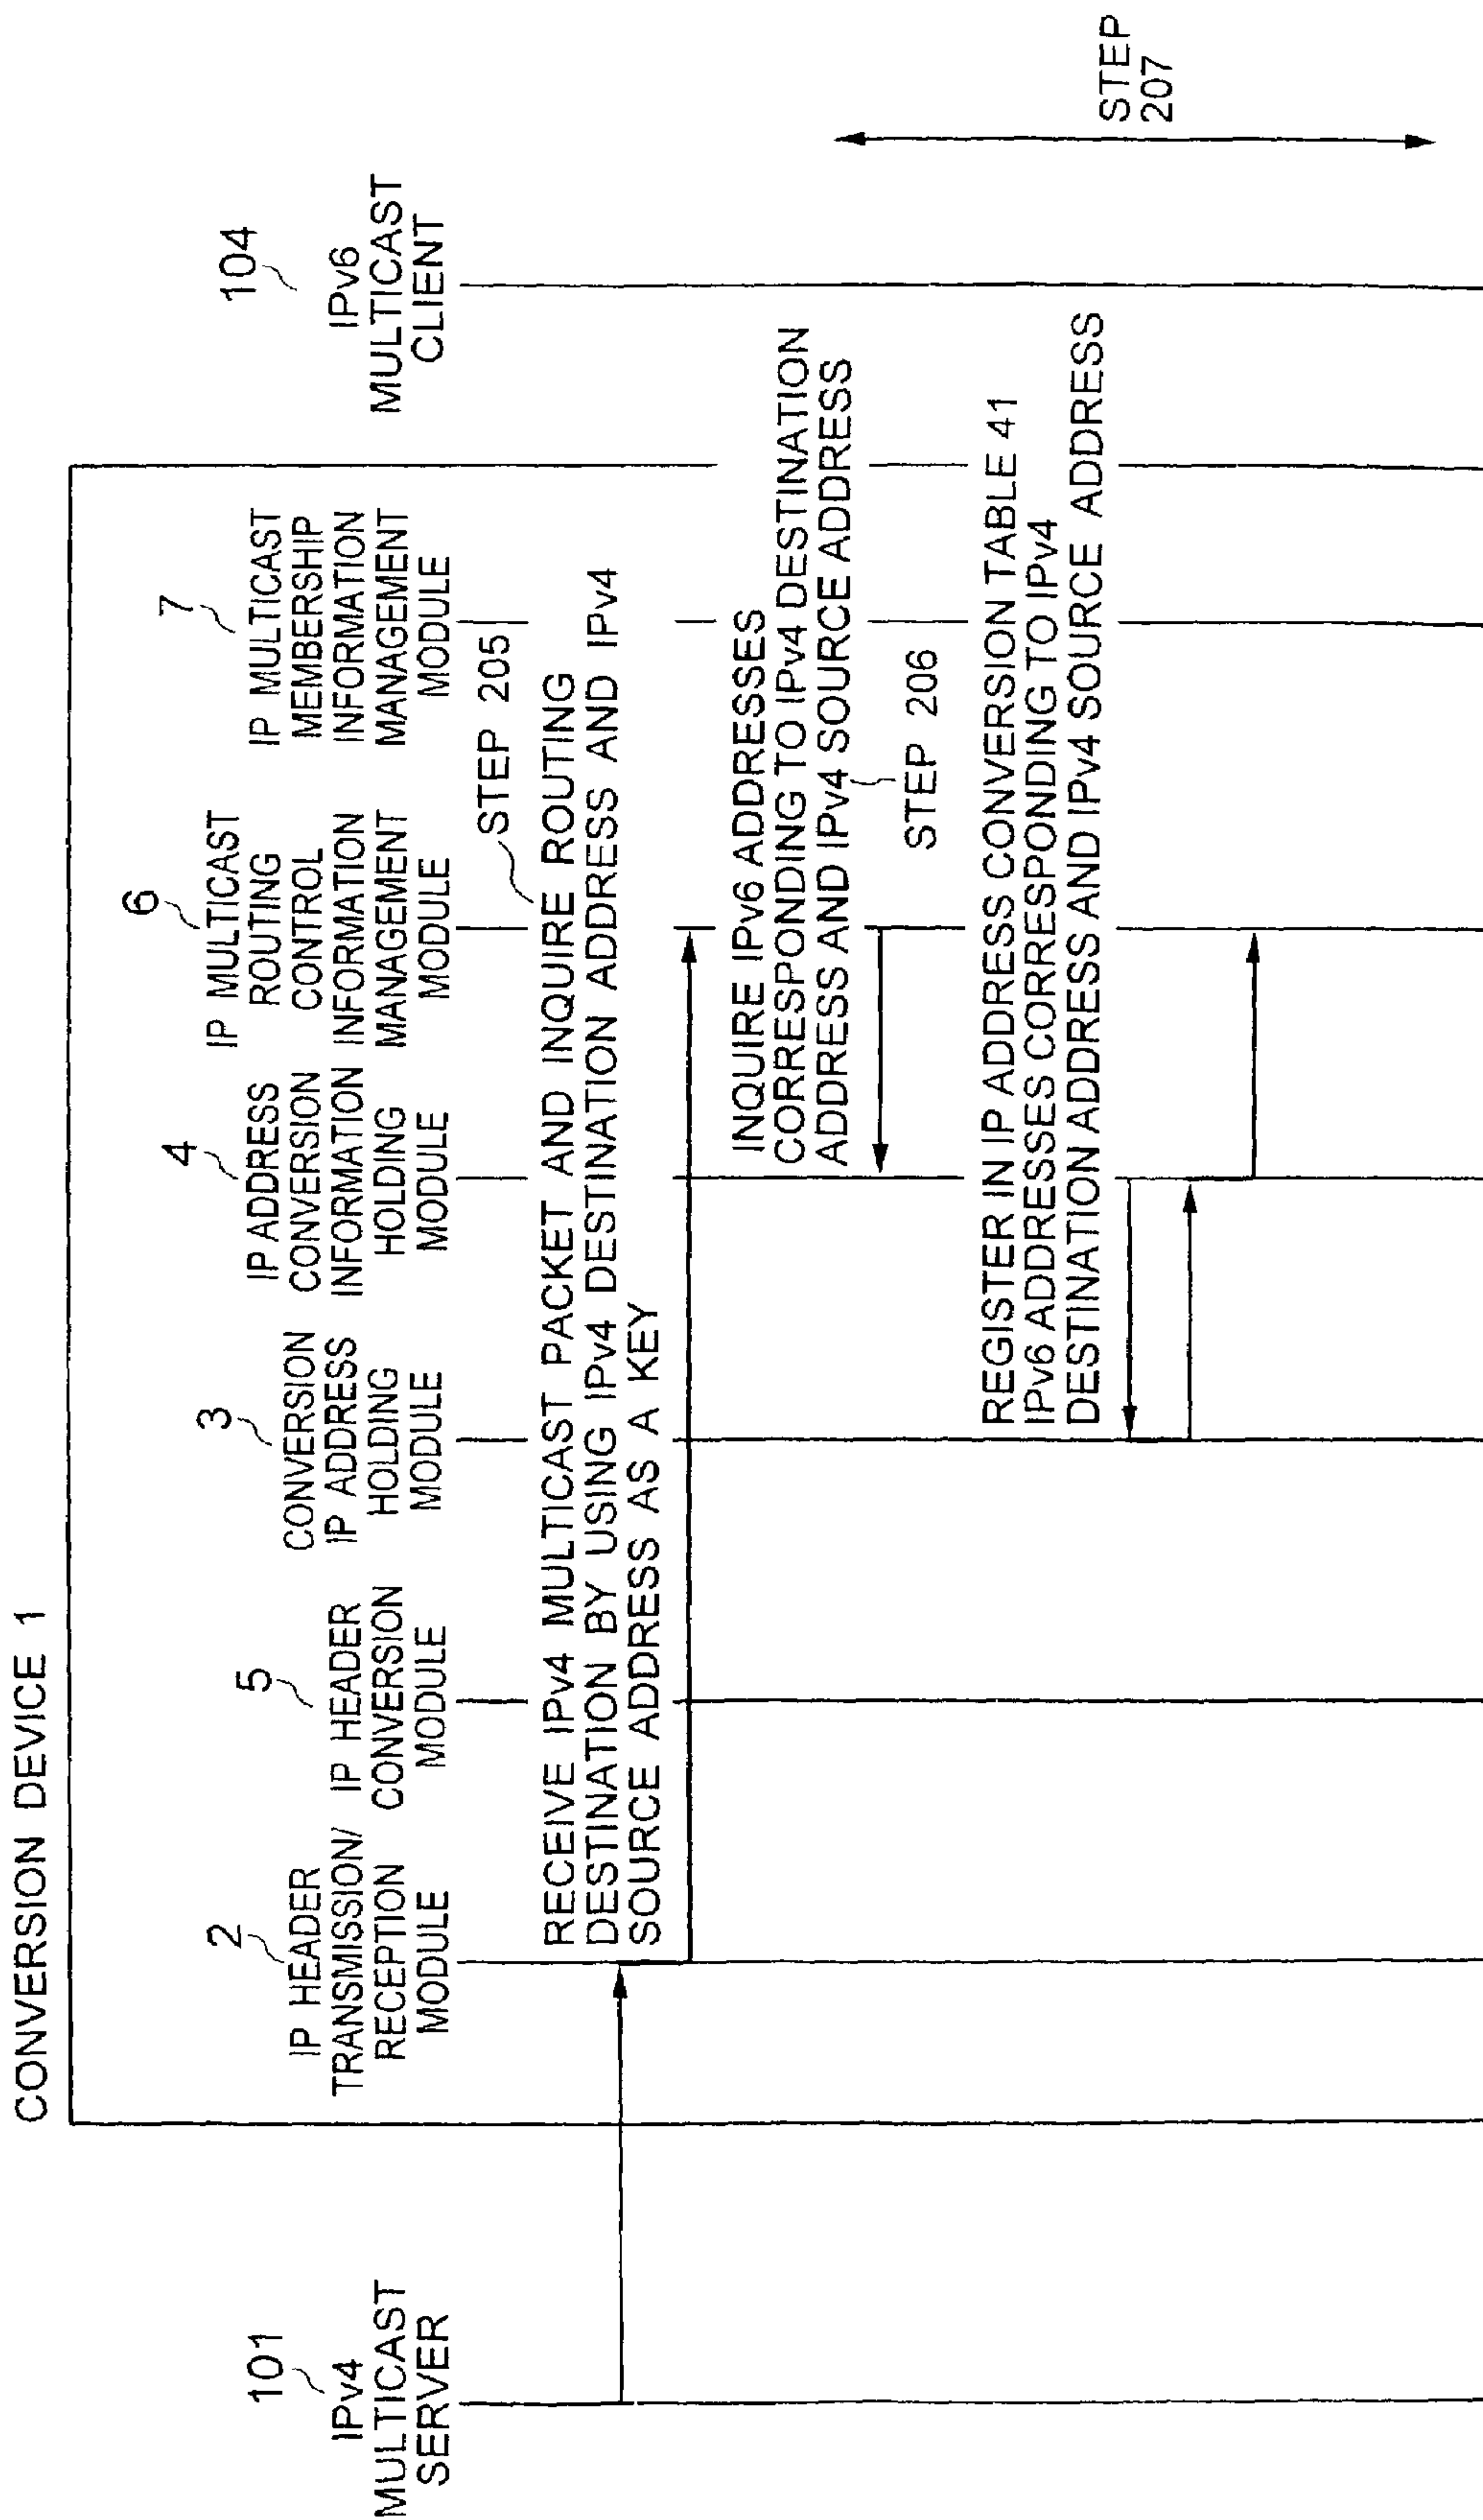 CONVERSION DEVICE 1
101
IPv4
MULTICAST
SERVER
2
IP HEADER
TRANSMISSION/
RECEPTION
MODULE
5
IP HEADER
CONVERSION
MODULE
3
CONVERSION
IP ADDRESS
HOLDING
MODULE
4
IP ADDRESS
CONVERSION
INFORMATION
HOLDING
MODULE
6
IP MULTICAST
ROUTING
CONTROL
INFORMATION
MANAGEMENT
MODULE
7
IP MULTICAST
MEMBERSHIP
INFORMATION
MANAGEMENT
MODULE
104
IPv6
MULTICAST
CLIENT
STEP 205
RECEIVE IPv4 MULTICAST PACKET AND INQUIRE ROUTING
DESTINATION BY USING IPv4 DESTINATION ADDRESS AND IPv4
SOURCE ADDRESS AS A KEY
INQUIRE IPv6 ADDRESSES
CORRESPONDING TO IPv4 DESTINATION
ADDRESS AND IPv4 SOURCE ADDRESS
STEP 206
REGISTER IN IP ADDRESS CONVERSION TABLE 41
IPv6 ADDRESSES CORRESPONDING TO IPv4
DESTINATION ADDRESS AND IPv4 SOURCE ADDRESS
STEP
207